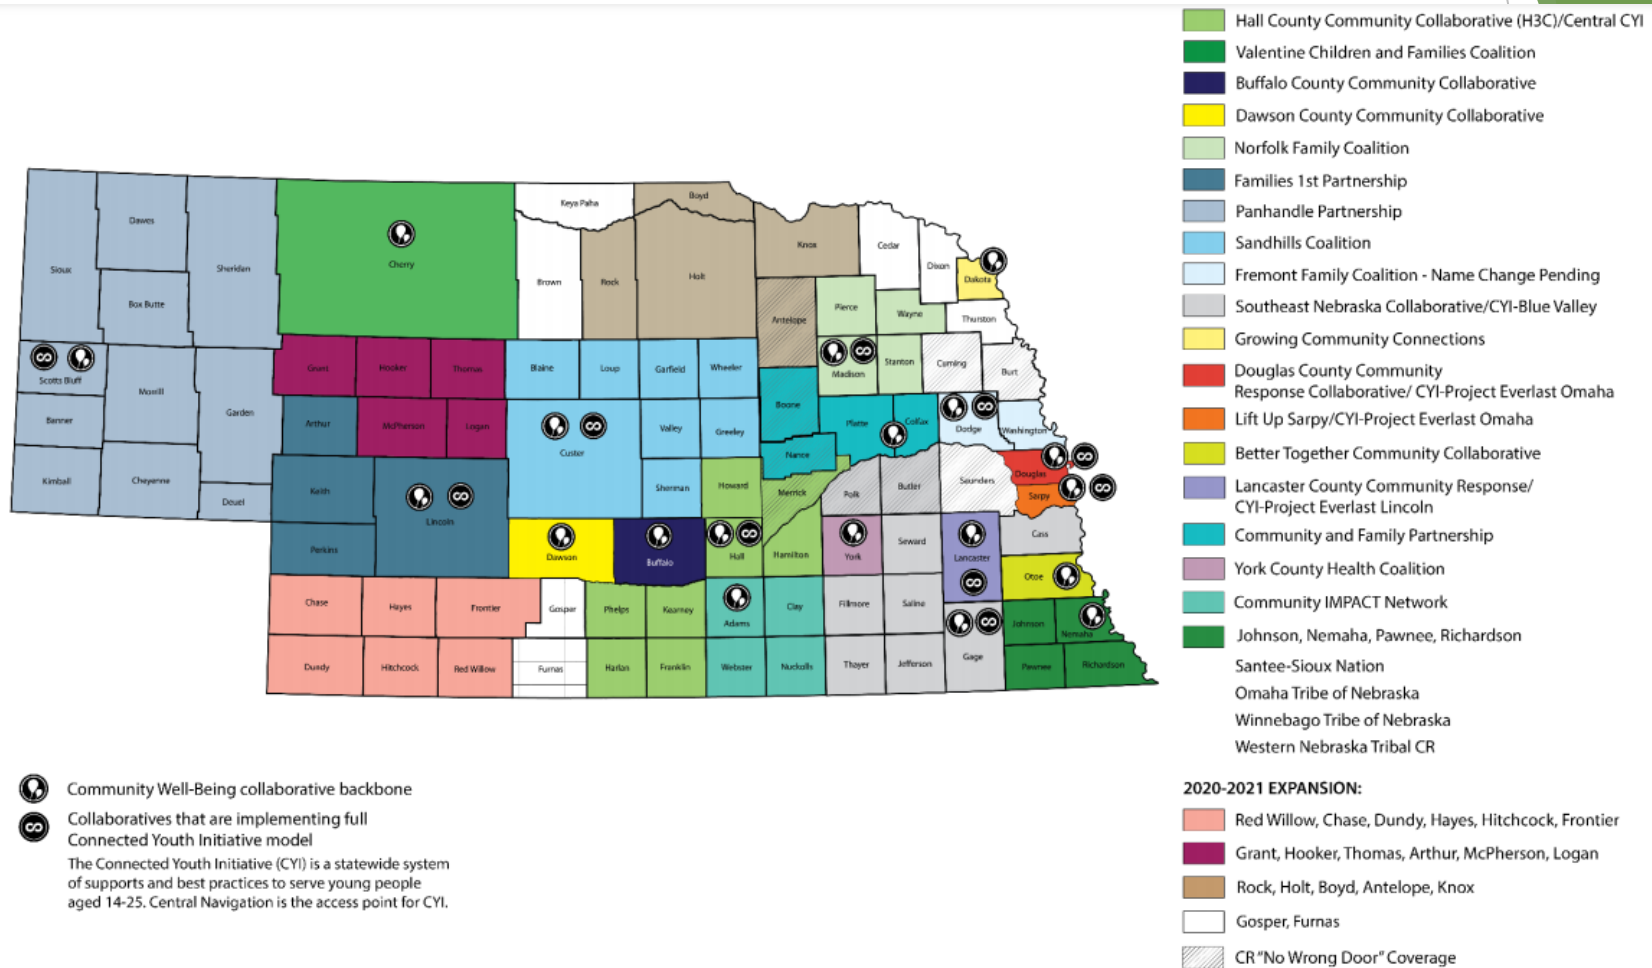 Hall County Community Collaborative (H3C)/Central CYI
Valentine Children and Families Coalition
Buffalo County Community Collaborative
Dawson County Community Collaborative
Norfolk Family Coalition
Families 1st Partnership
Panhandle Partnership
Sandhills Coalition
Fremont Family Coalition - Name Change Pending
Southeast Nebraska Collaborative/CYI-Blue Valley
Growing Community Connections
Douglas County Community
Response Collaborative/ CYI-Project Everlast Omaha
Lift Up Sarpy/CYI-Project Everlast Omaha
Better Together Community Collaborative
Lancaster County Community Response/
CYI-Project Everlast Lincoln
Community and Family Partnership
York County Health Coalition
Community IMPACT Network
Johnson, Nemaha, Pawnee, Richardson
Santee-Sioux Nation
Omaha Tribe of Nebraska
Winnebago Tribe of Nebraska
Western Nebraska Tribal CR
2020-2021 EXPANSION:
Red Willow, Chase, Dundy, Hayes, Hitchcock, Frontier
Grant, Hooker, Thomas, Arthur, McPherson, Logan
Rock, Holt, Boyd, Antelope, Knox
Gosper, Furnas
CR "No Wrong Door" Coverage
Sioux
Dawes
Sheridan
Box Butte
Scotts Bluff
Banner
Morrill
Garden
Kimball
Cheyenne
Deuel
Cherry
Keya Paha
Boyd
Brown
Rock
Holt
Knox
Cedar
Dixon
Dakota
Antelope
Pierce
Wayne
Thurston
Grant
Hooker
Thomas
Blaine
Loup
Garfield
Wheeler
Madison
Stanton
Cuming
Burt
Arthur
McPherson
Logan
Custer
Valley
Greeley
Boone
Platte
Colfax
Dodge
Washington
Nance
Keith
Lincoln
Sherman
Howard
Merrick
Polk
Butler
Saunders
Douglas
Sarpy
Perkins
Dawson
Buffalo
Hall
Hamilton
York
Seward
Lancaster
Cass
Otoe
Chase
Hayes
Frontier
Gosper
Phelps
Kearney
Adams
Clay
Fillmore
Saline
Gage
Johnson
Nemaha
Dundy
Hitchcock
Red Willow
Furnas
Harlan
Franklin
Webster
Nuckolls
Thayer
Jefferson
Pawnee
Richardson
Community Well-Being collaborative backbone
Collaboratives that are implementing full
Connected Youth Initiative model
The Connected Youth Initiative (CYI) is a statewide system
of supports and best practices to serve young people
aged 14-25. Central Navigation is the access point for CYI.